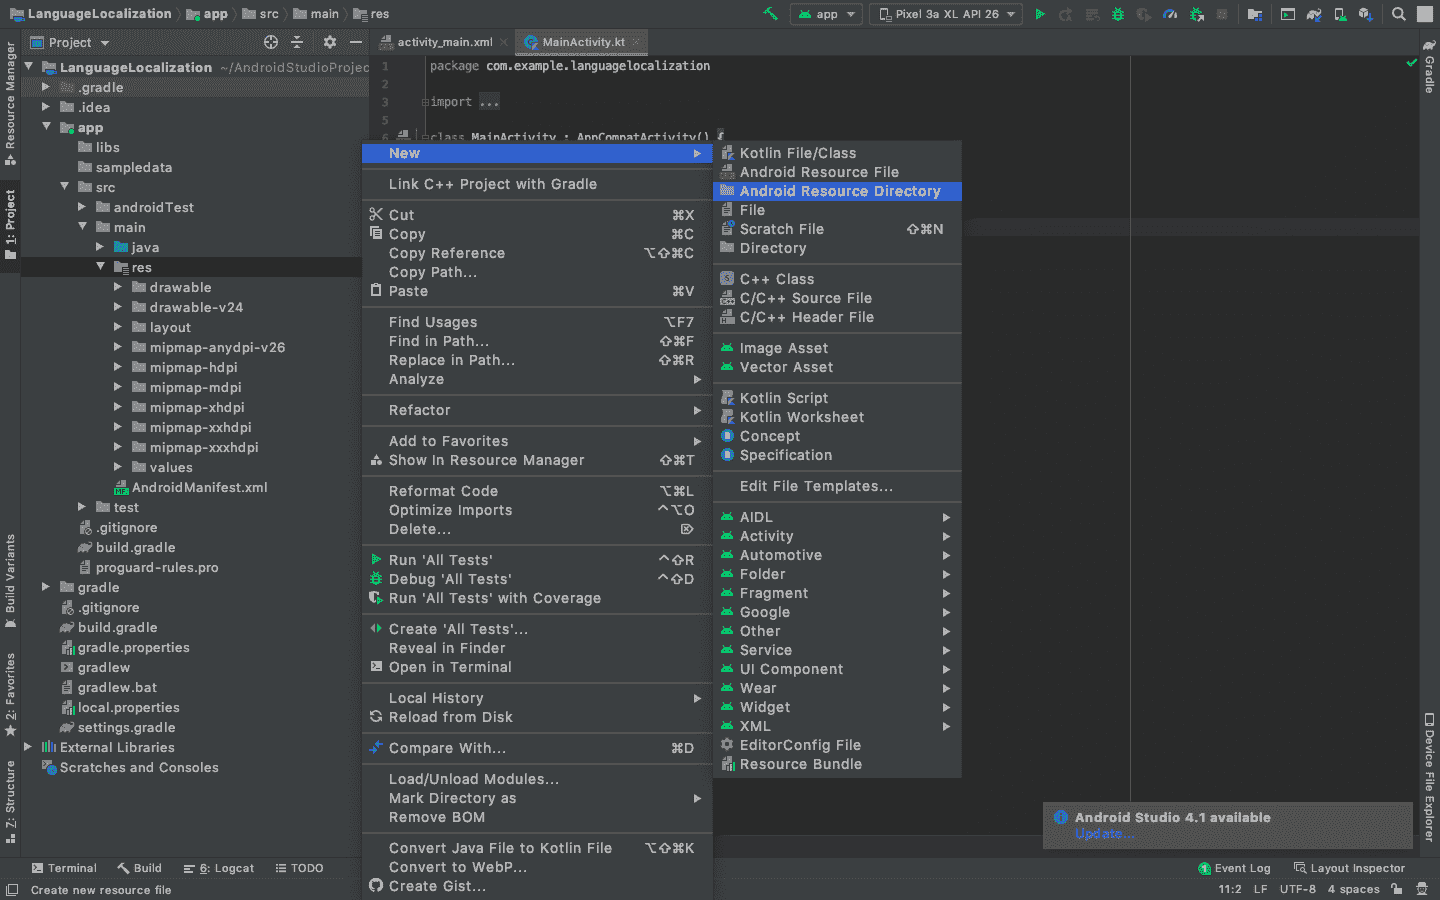 LanguageLocalization
app
src
main
res
app
Pixel 3a XL API 26
Project
activity_main.xml
MainActivity.kt
LanguageLocalization ~/AndroidStudioProjec
.gradle
.idea
app
libs
sampledata
src
androidTest
main
java
res
drawable
drawable-v24
layout
mipmap-anydpi-v26
mipmap-hdpi
mipmap-mdpi
mipmap-xhdpi
mipmap-xxhdpi
mipmap-xxxhdpi
values
AndroidManifest.xml
test
.gitignore
build.gradle
proguard-rules.pro
gradle
.gitignore
build.gradle
gradle.properties
gradlew
gradlew.bat
local.properties
settings.gradle
External Libraries
Scratches and Consoles
Resource Manager
1: Project
Build Variants
2: Favorites
Z: Structure
1 package com.example.languagelocalization
2
3 import ...
5
6 class MainActivity : AppCompatActivity() {
New
Link C++ Project with Gradle
Cut ⌘X
Copy ⌘C
Copy Reference ⌥⇧⌘C
Copy Path...
Paste ⌘V
Find Usages ⌥F7
Find in Path... ⇧⌘F
Replace in Path... ⇧⌘R
Analyze
Refactor
Add to Favorites
Show In Resource Manager ⇧⌘T
Reformat Code ⌥⌘L
Optimize Imports ^⌥O
Delete... ⌦
Run 'All Tests' ^⇧R
Debug 'All Tests' ^⇧D
Run 'All Tests' with Coverage
Create 'All Tests'...
Reveal in Finder
Open in Terminal
Local History
Reload from Disk
Compare With... ⌘D
Load/Unload Modules...
Mark Directory as
Remove BOM
Convert Java File to Kotlin File ⌥⇧⌘K
Convert to WebP...
Create Gist...
Kotlin File/Class
Android Resource File
Android Resource Directory
File
Scratch File ⇧⌘N
Directory
C++ Class
C/C++ Source File
C/C++ Header File
Image Asset
Vector Asset
Kotlin Script
Kotlin Worksheet
Concept
Specification
Edit File Templates...
AIDL
Activity
Automotive
Folder
Fragment
Google
Other
Service
UI Component
Wear
Widget
XML
EditorConfig File
Resource Bundle
Gradle
Device File Explorer
Android Studio 4.1 available
Update...
Terminal
Build
6: Logcat
TODO
Event Log
Layout Inspector
Create new resource file
11:2 LF UTF-8 4 spaces